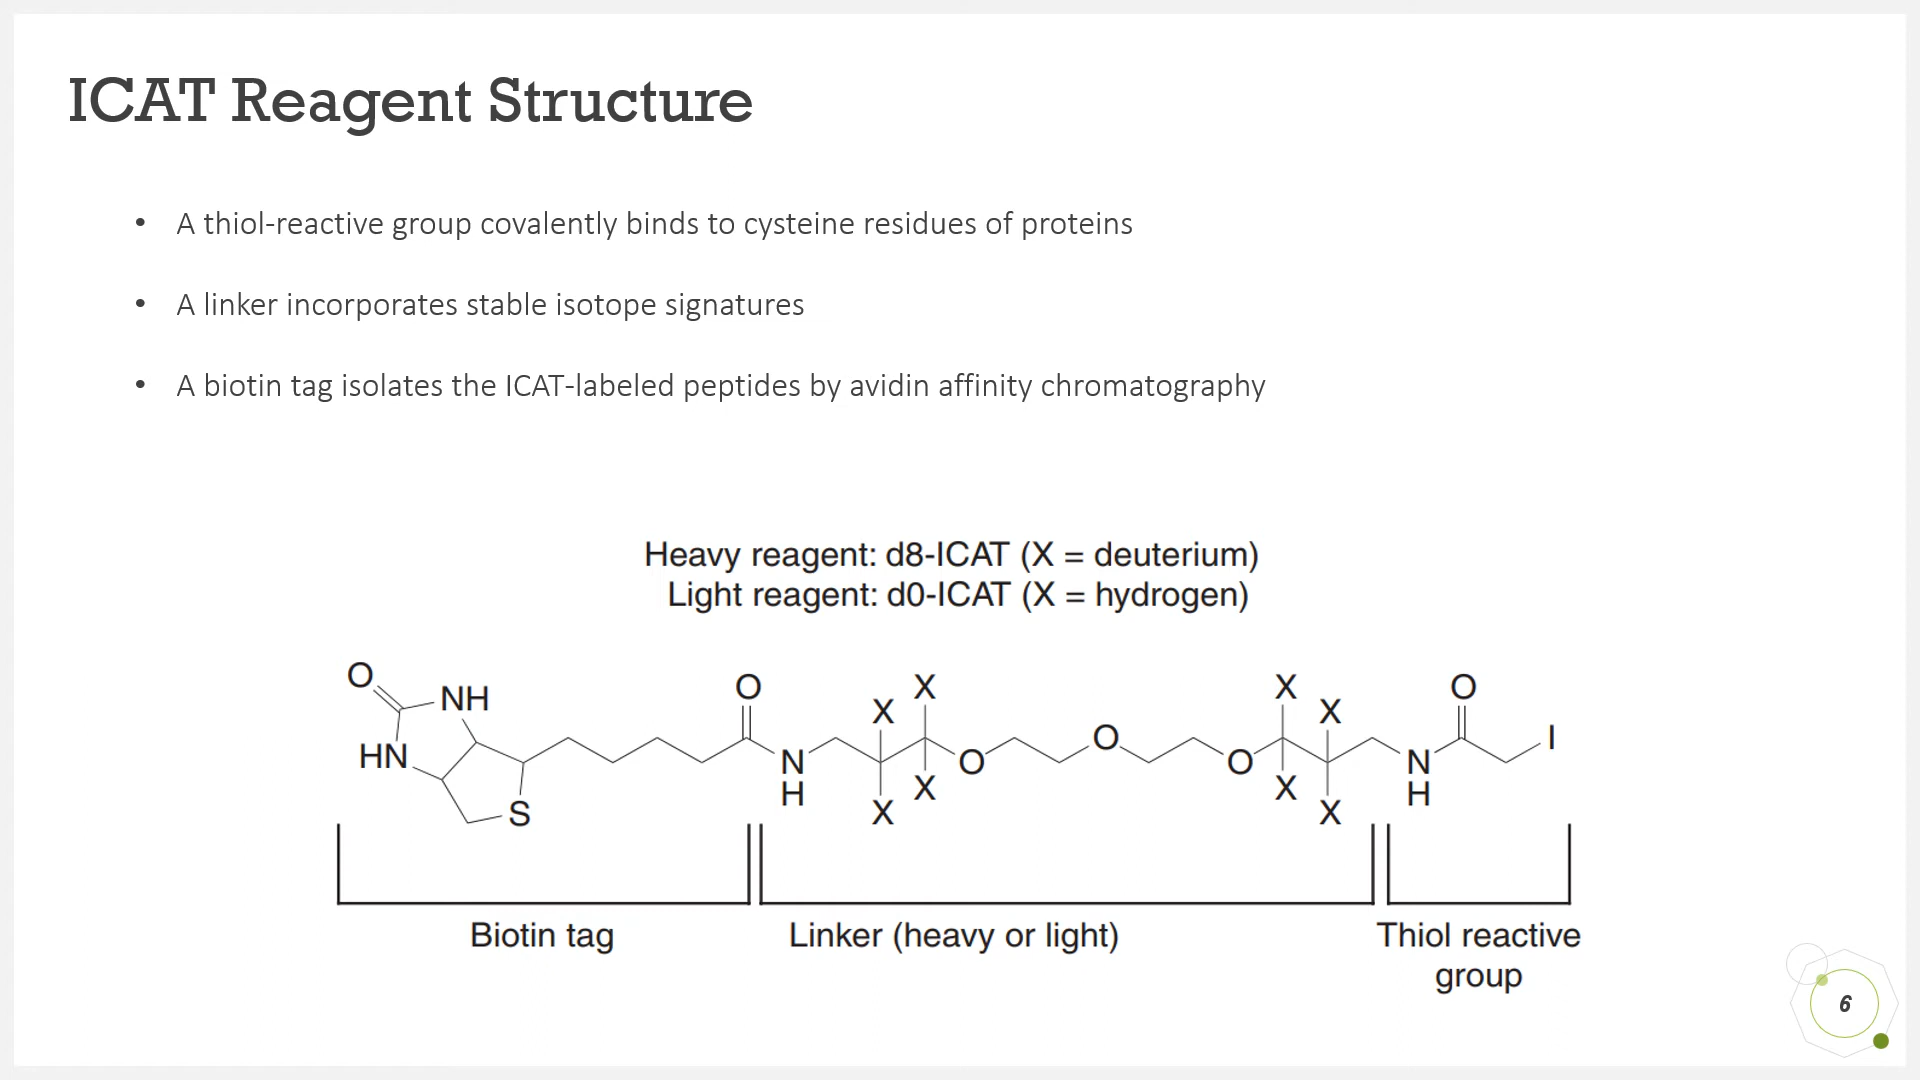 ICAT Reagent Structure
• A thiol-reactive group covalently binds to cysteine residues of proteins
• A linker incorporates stable isotope signatures
• A biotin tag isolates the ICAT-labeled peptides by avidin affinity chromatography
Heavy reagent: d8-ICAT (X = deuterium)
Light reagent: d0-ICAT (X = hydrogen)
O NH HN S O N H X X X X O O O X X X X N H O I
Biotin tag
Linker (heavy or light)
Thiol reactive
group
6